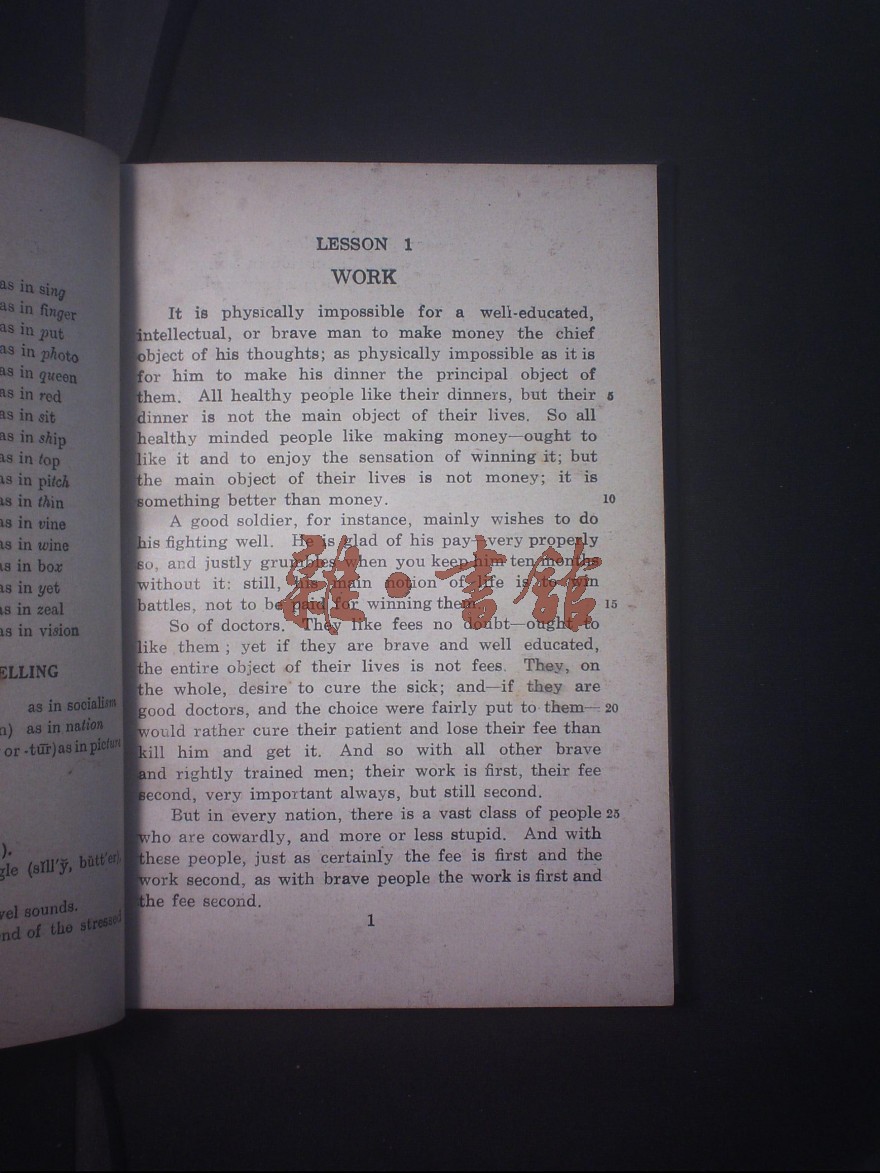 as in sing
as in finger
as in put
as in photo
as in queen
as in red
as in sit
as in ship
as in top
as in pitch
as in thin
as in vine
as in wine
as in box
as in yet
as in zeal
as in vision
ELLING
as in socialism
n) as in nation
or -tūr) as in picture
).
gle (sĭll′y̆, bŭtt′er),
vel sounds.
nd of the stressed
LESSON 1
WORK
It is physically impossible for a well-educated,
intellectual, or brave man to make money the chief
object of his thoughts; as physically impossible as it is
for him to make his dinner the principal object of
them. All healthy people like their dinners, but their 5
dinner is not the main object of their lives. So all
healthy minded people like making money—ought to
like it and to enjoy the sensation of winning it; but
the main object of their lives is not money; it is
something better than money. 10
A good soldier, for instance, mainly wishes to do
his fighting well. He is glad of his pay—very properly
so, and justly grumbles when you keep him ten months
without it: still, his main notion of life is to win
battles, not to be paid for winning them. 15
So of doctors. They like fees no doubt—ought to
like them ; yet if they are brave and well educated,
the entire object of their lives is not fees. They, on
the whole, desire to cure the sick; and—if they are
good doctors, and the choice were fairly put to them— 20
would rather cure their patient and lose their fee than
kill him and get it. And so with all other brave
and rightly trained men; their work is first, their fee
second, very important always, but still second.
But in every nation, there is a vast class of people 25
who are cowardly, and more or less stupid. And with
these people, just as certainly the fee is first and the
work second, as with brave people the work is first and
the fee second.
1
雜·書館